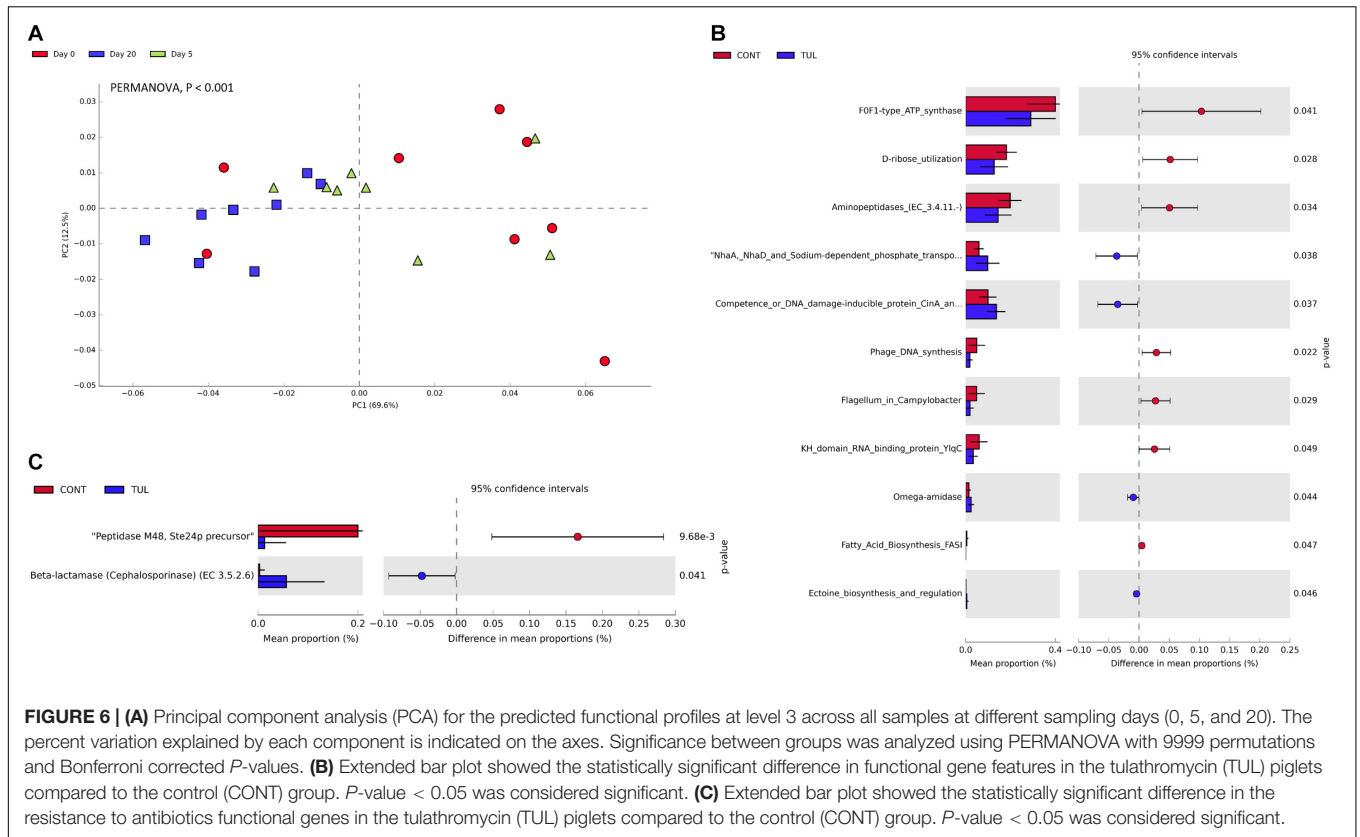 A
Day 0 Day 20 Day 5
PERMANOVA, P < 0.001
0.03
0.02
0.01
0.00
−0.01
−0.02
−0.03
−0.04
−0.05
PC2 (12.5%)
−0.06 −0.04 −0.02 0.00 0.02 0.04 0.06
PC1 (69.6%)
B
CONT TUL
95% confidence intervals
F0F1-type_ATP_synthase 0.041
D-ribose_utilization 0.028
Aminopeptidases_(EC_3.4.11.-) 0.034
"NhaA,_NhaD_and_Sodium-dependent_phosphate_transpo... 0.038
Competence_or_DNA_damage-inducible_protein_CinA_an... 0.037
Phage_DNA_synthesis 0.022
Flagellum_in_Campylobacter 0.029
KH_domain_RNA_binding_protein_YlqC 0.049
Omega-amidase 0.044
Fatty_Acid_Biosynthesis_FASI 0.047
Ectoine_biosynthesis_and_regulation 0.046
p-value
0.0 0.4 −0.10 −0.05 0.00 0.05 0.10 0.15 0.20 0.25
Mean proportion (%) Difference in mean proportions (%)
C
CONT TUL
95% confidence intervals
"Peptidase M48, Ste24p precursor" 9.68e-3
Beta-lactamase (Cephalosporinase) (EC 3.5.2.6) 0.041
p-value
0.0 0.2 −0.10 −0.05 0.00 0.05 0.10 0.15 0.20 0.25 0.30
Mean proportion (%) Difference in mean proportions (%)
FIGURE 6 | (A) Principal component analysis (PCA) for the predicted functional profiles at level 3 across all samples at different sampling days (0, 5, and 20). The
percent variation explained by each component is indicated on the axes. Significance between groups was analyzed using PERMANOVA with 9999 permutations
and Bonferroni corrected P-values. (B) Extended bar plot showed the statistically significant difference in functional gene features in the tulathromycin (TUL) piglets
compared to the control (CONT) group. P-value < 0.05 was considered significant. (C) Extended bar plot showed the statistically significant difference in the
resistance to antibiotics functional genes in the tulathromycin (TUL) piglets compared to the control (CONT) group. P-value < 0.05 was considered significant.